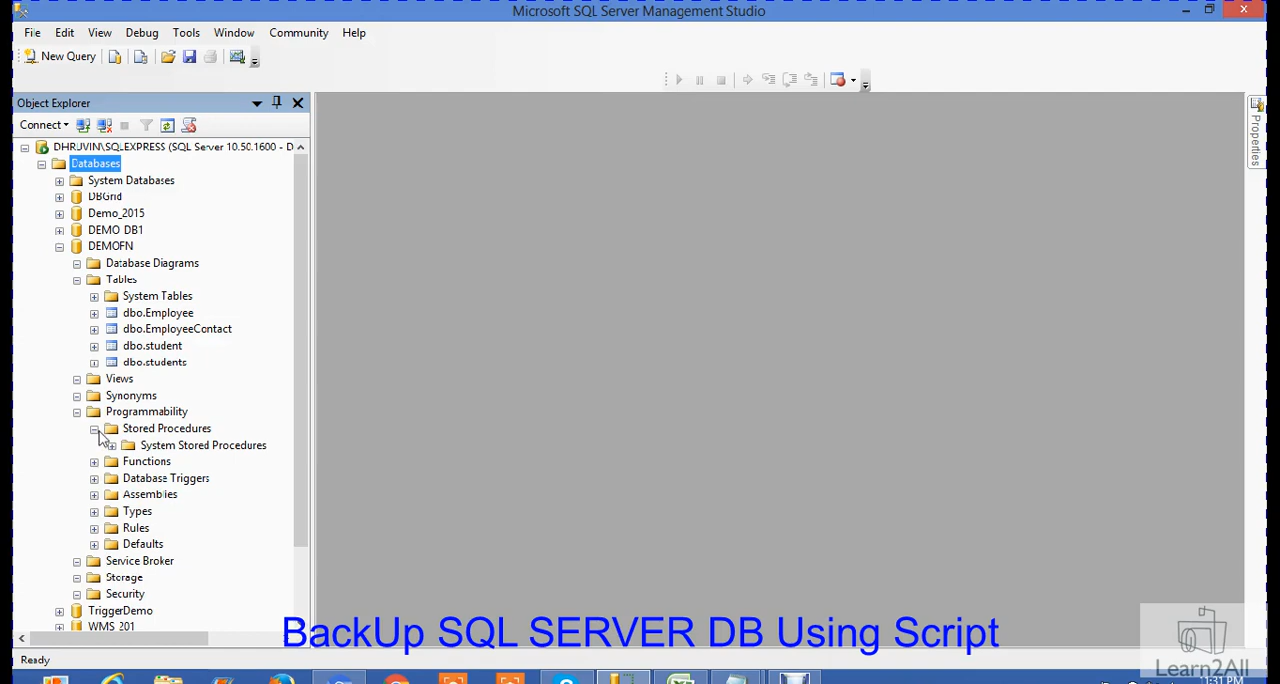 Microsoft SQL Server Management Studio
File Edit View Debug Tools Window Community Help
New Query
Object Explorer
Connect
DHRUVIN\SQLEXPRESS (SQL Server 10.50.1600 - D
Databases
System Databases
DBGrid
Demo_2015
DEMO_DB1
DEMOFN
Database Diagrams
Tables
System Tables
dbo.Employee
dbo.EmployeeContact
dbo.student
dbo.students
Views
Synonyms
Programmability
Stored Procedures
System Stored Procedures
Functions
Database Triggers
Assemblies
Types
Rules
Defaults
Service Broker
Storage
Security
TriggerDemo
WMS_201
Properties
BackUp SQL SERVER DB Using Script
Ready
Learn2All